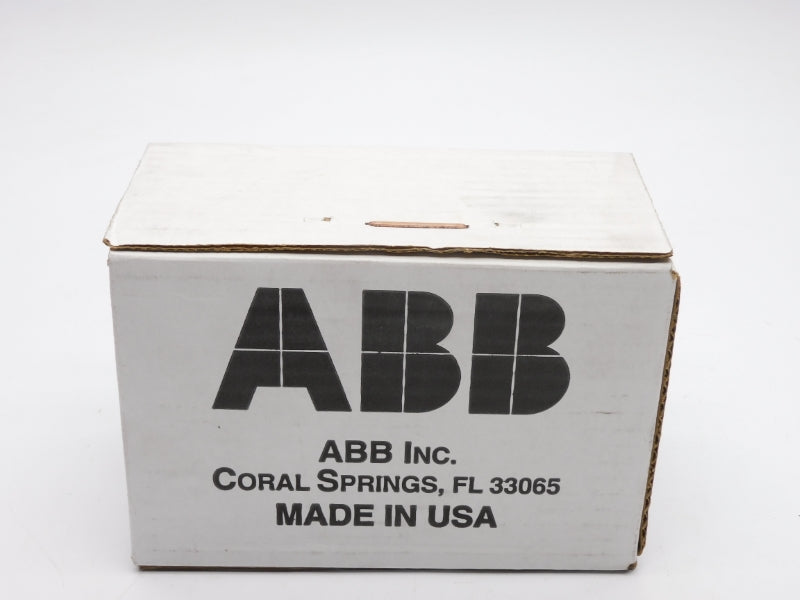 ABB
ABB INC.
CORAL SPRINGS, FL 33065
MADE IN USA